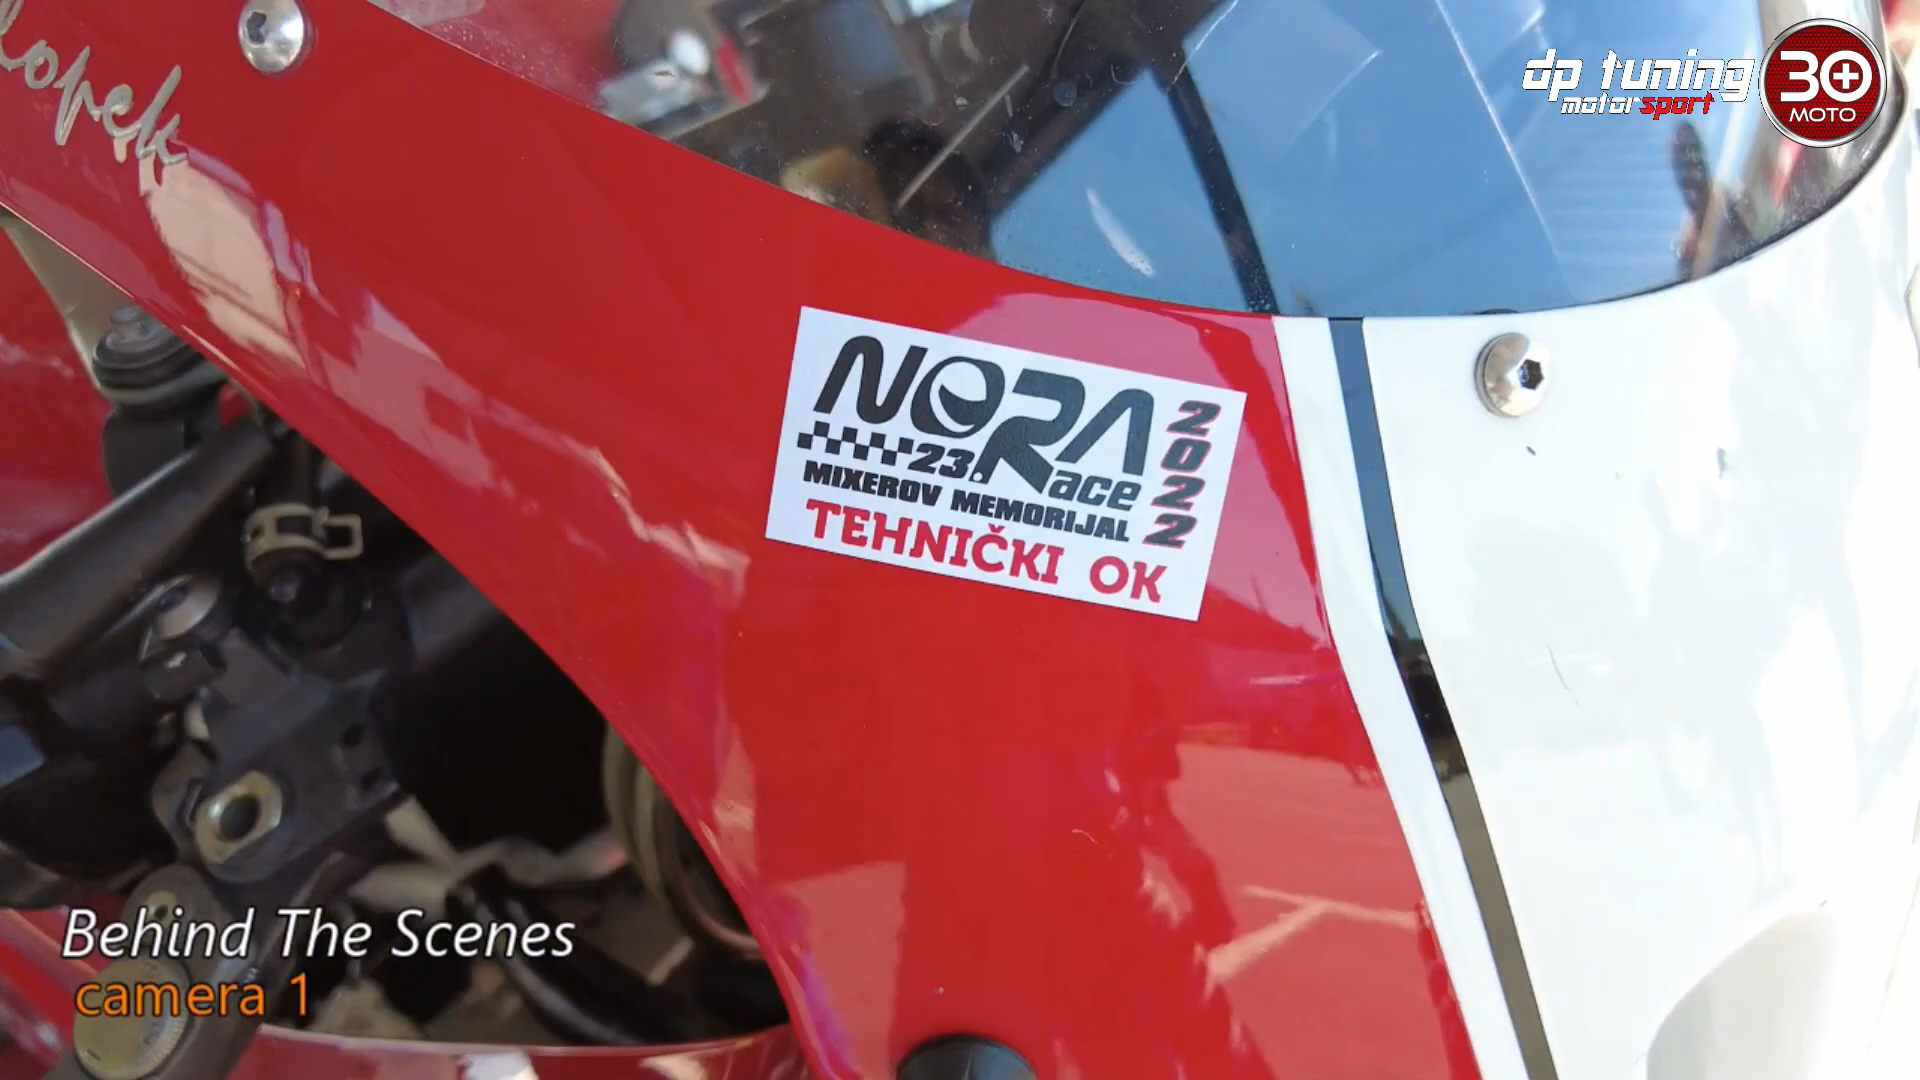 dp tuning
motorsport
30+
MOTO
NORA
Race
23.
MIXEROV MEMORIJAL
2022
TEHNIČKI OK
Behind The Scenes
camera 1